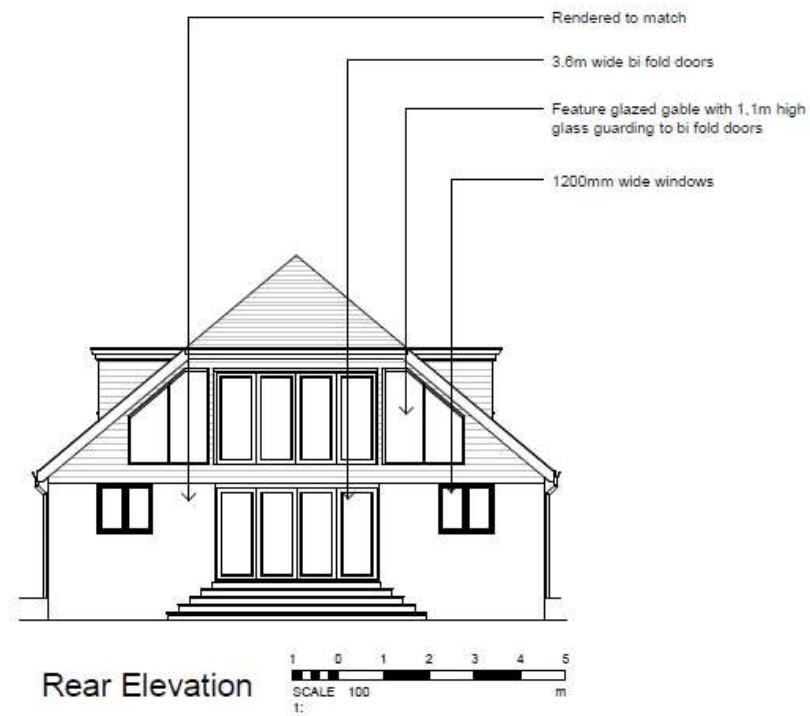 Rendered to match
3.6m wide bi fold doors
Feature glazed gable with 1,1m high
glass guarding to bi fold doors
1200mm wide windows
Rear Elevation
1 0 1 2 3 4 5
SCALE 100 m
1: